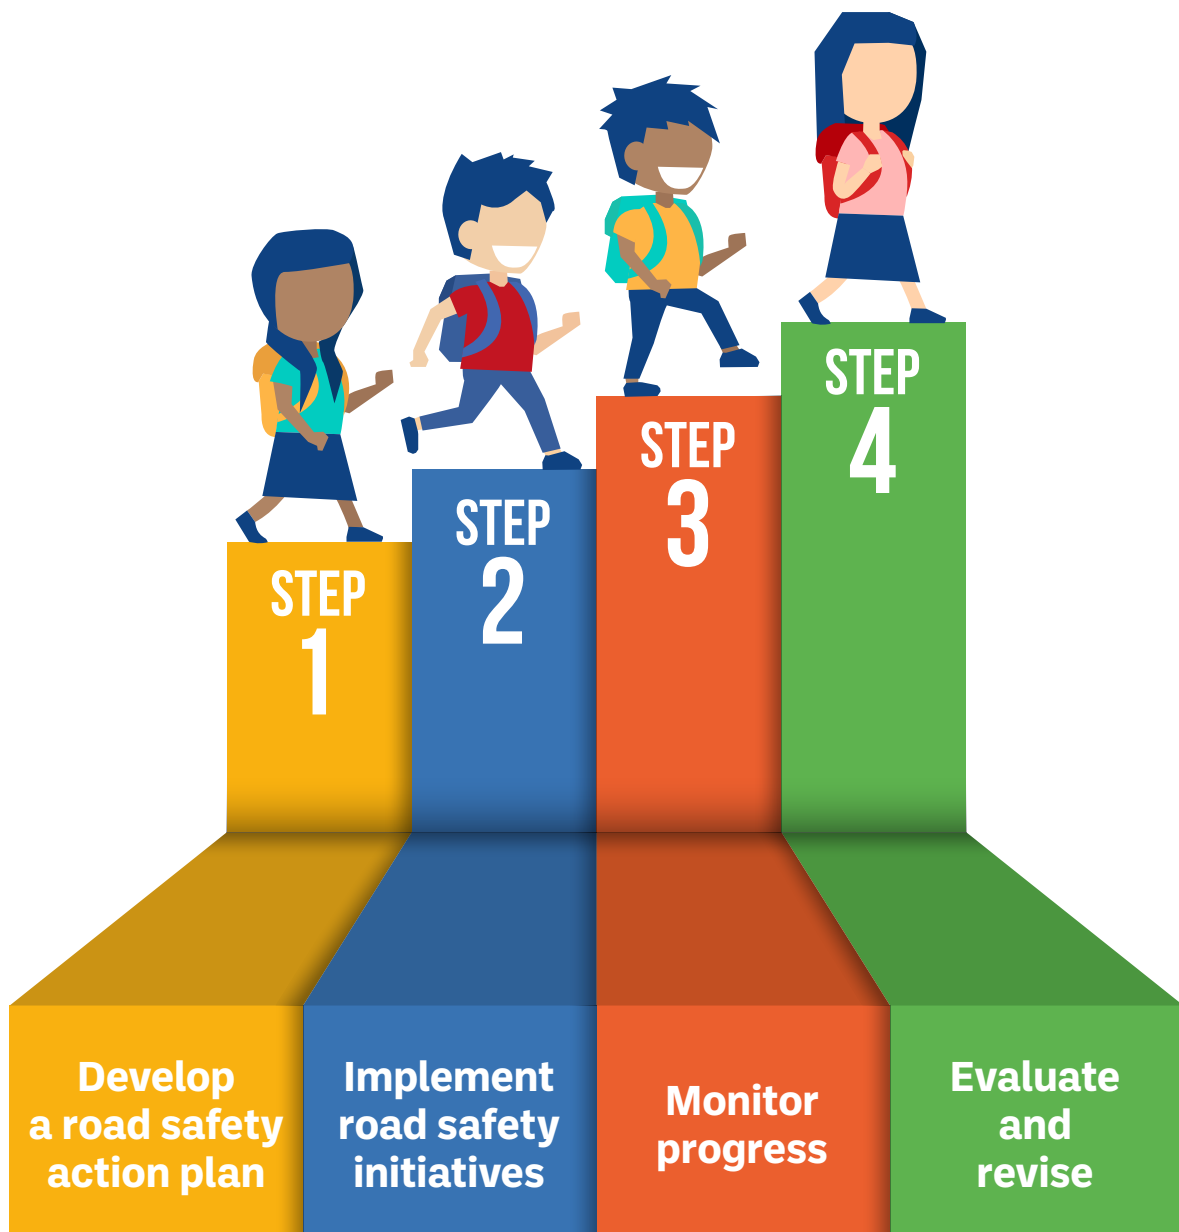 STEP
1
STEP
2
STEP
3
STEP
4
Develop
a road safety
action plan
Implement
road safety
initiatives
Monitor
progress
Evaluate
and
revise